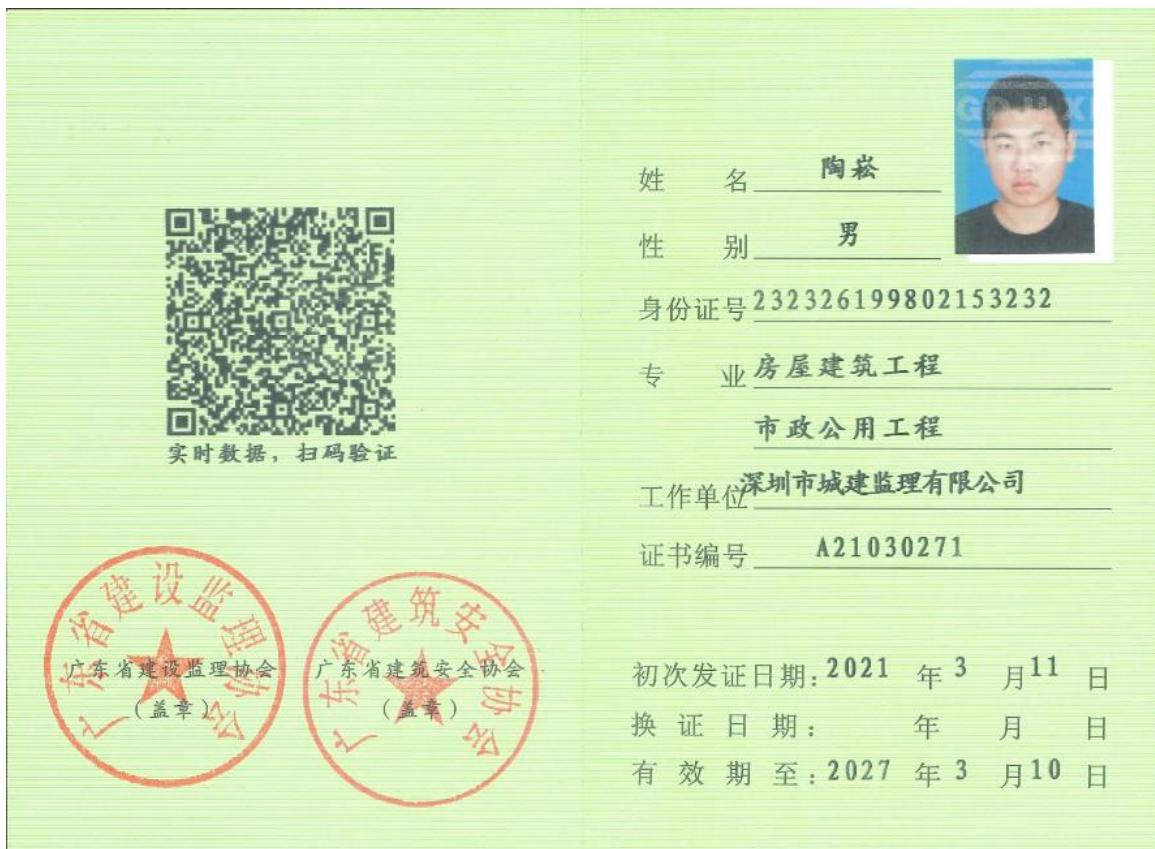 实时数据，扫码验证
广东省建设监理协会
广东省建设监理协会
（盖章）
广东省建筑安全协会
广东省建筑安全协会
（盖章）
GDJLX
姓 名 陶崧
性 别 男
身份证号 232326199802153232
专 业 房屋建筑工程
市政公用工程
工作单位 深圳市城建监理有限公司
证书编号 A21030271
初次发证日期：2021 年 3 月 11 日
换 证 日 期： 年 月 日
有 效 期 至：2027 年 3 月 10 日